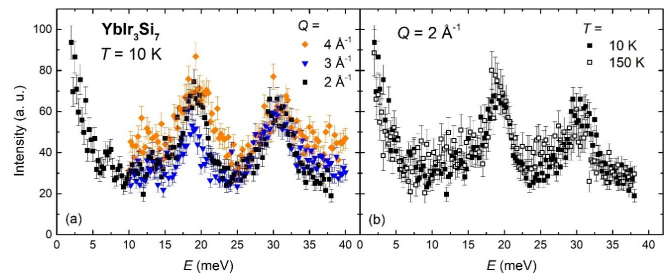 YbIr₃Si₇
T = 10 K
Q =
4 Å⁻¹
3 Å⁻¹
2 Å⁻¹
Q = 2 Å⁻¹
T =
10 K
150 K
100
80
60
40
20
0
Intensity (a. u.)
(a)
(b)
0 5 10 15 20 25 30 35 40
0 5 10 15 20 25 30 35 40
E (meV)
E (meV)